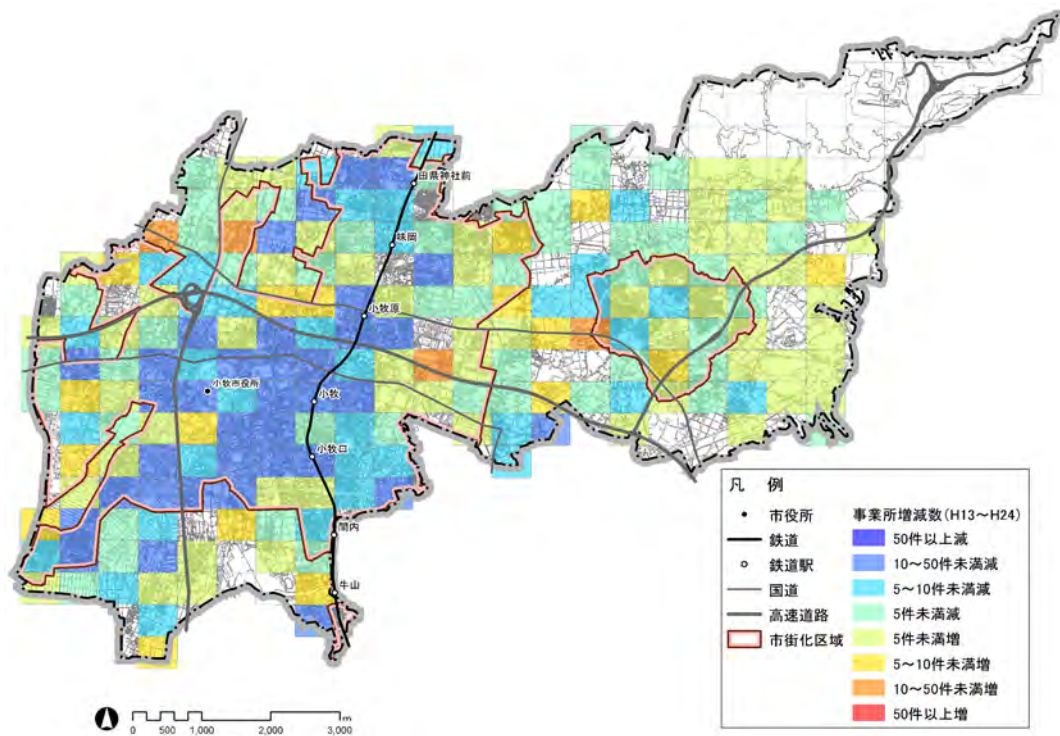 田県神社前
味岡
小牧原
小牧市役所
小牧
小牧口
間内
牛山
凡　例
市役所
鉄道
鉄道駅
国道
高速道路
市街化区域
事業所増減数(H13～H24)
50件以上減
10～50件未満減
5～10件未満減
5件未満減
5件未満増
5～10件未満増
10～50件未満増
50件以上増
0 500 1,000 2,000 3,000 m